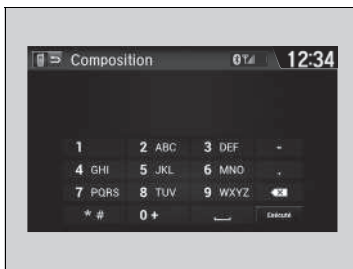 Composition 12:34
1 2 ABC 3 DEF -
4 GHI 5 JKL 6 MNO .
7 PQRS 8 TUV 9 WXYZ
* # 0 + Exécuté